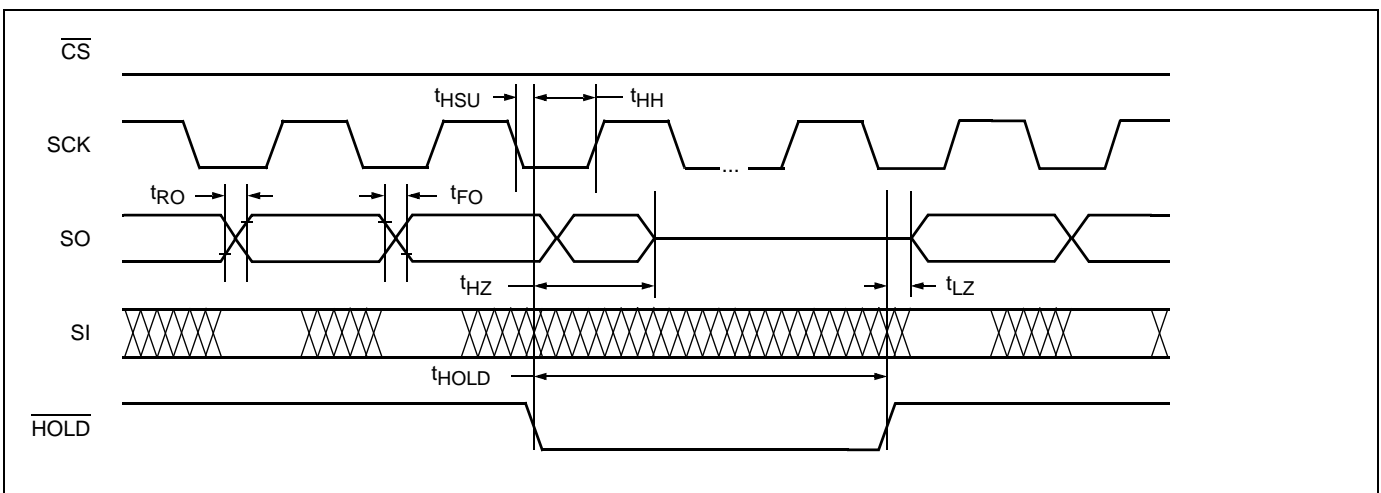 CS
tHSU tHH
SCK
...
tRO tFO
SO
tHZ tLZ
SI
tHOLD
HOLD